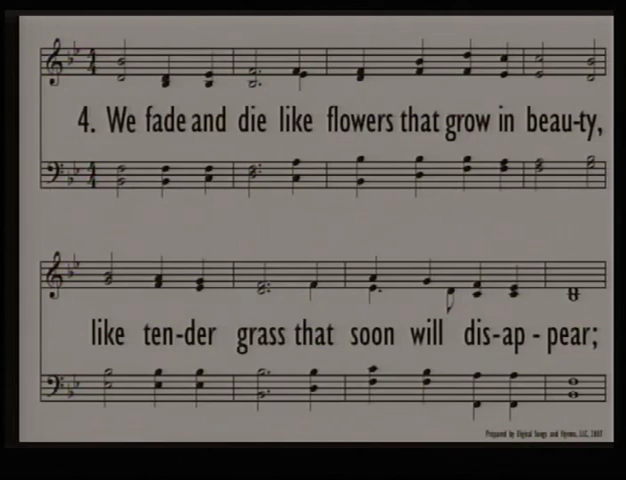 4. We fade and die like flowers that grow in beau-ty,
like ten-der grass that soon will dis-ap - pear;
Prepared by Digital Songs and Hymns, LLC, 2007